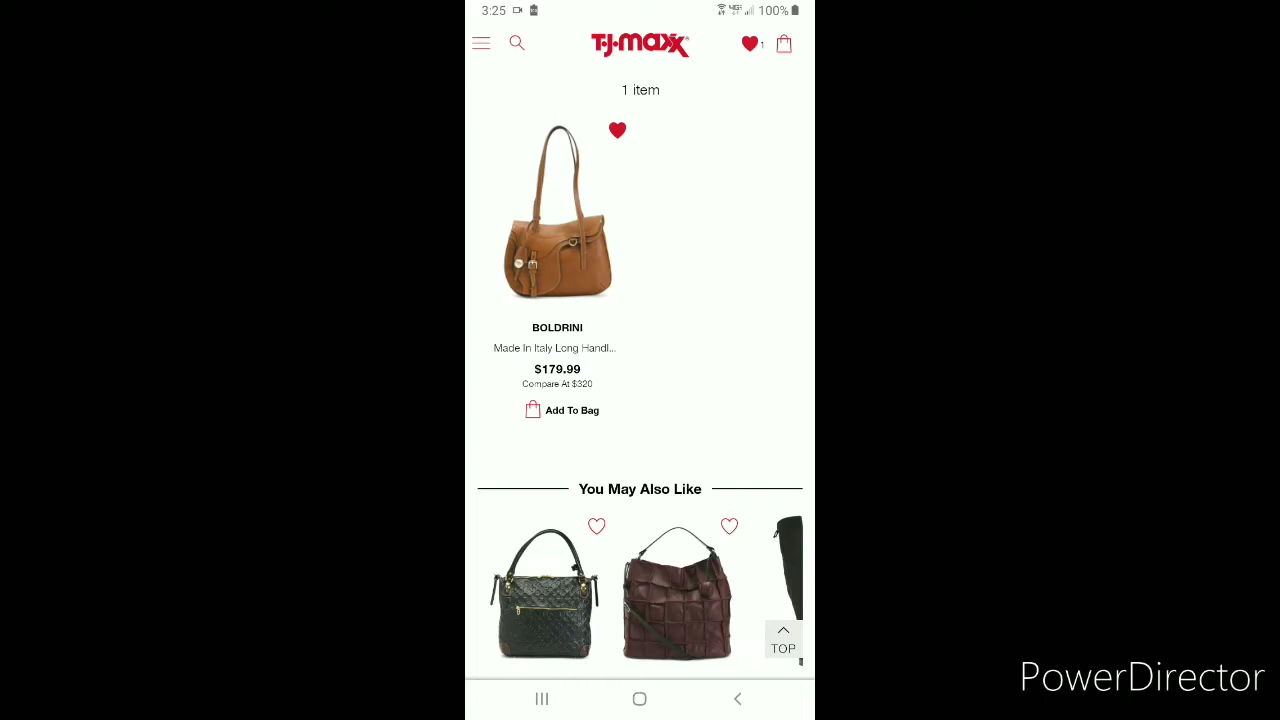 3:25
100%
T•J•maxx
1
1 item
BOLDRINI
Made In Italy Long Handl...
$179.99
Compare At $320
Add To Bag
You May Also Like
TOP
PowerDirector